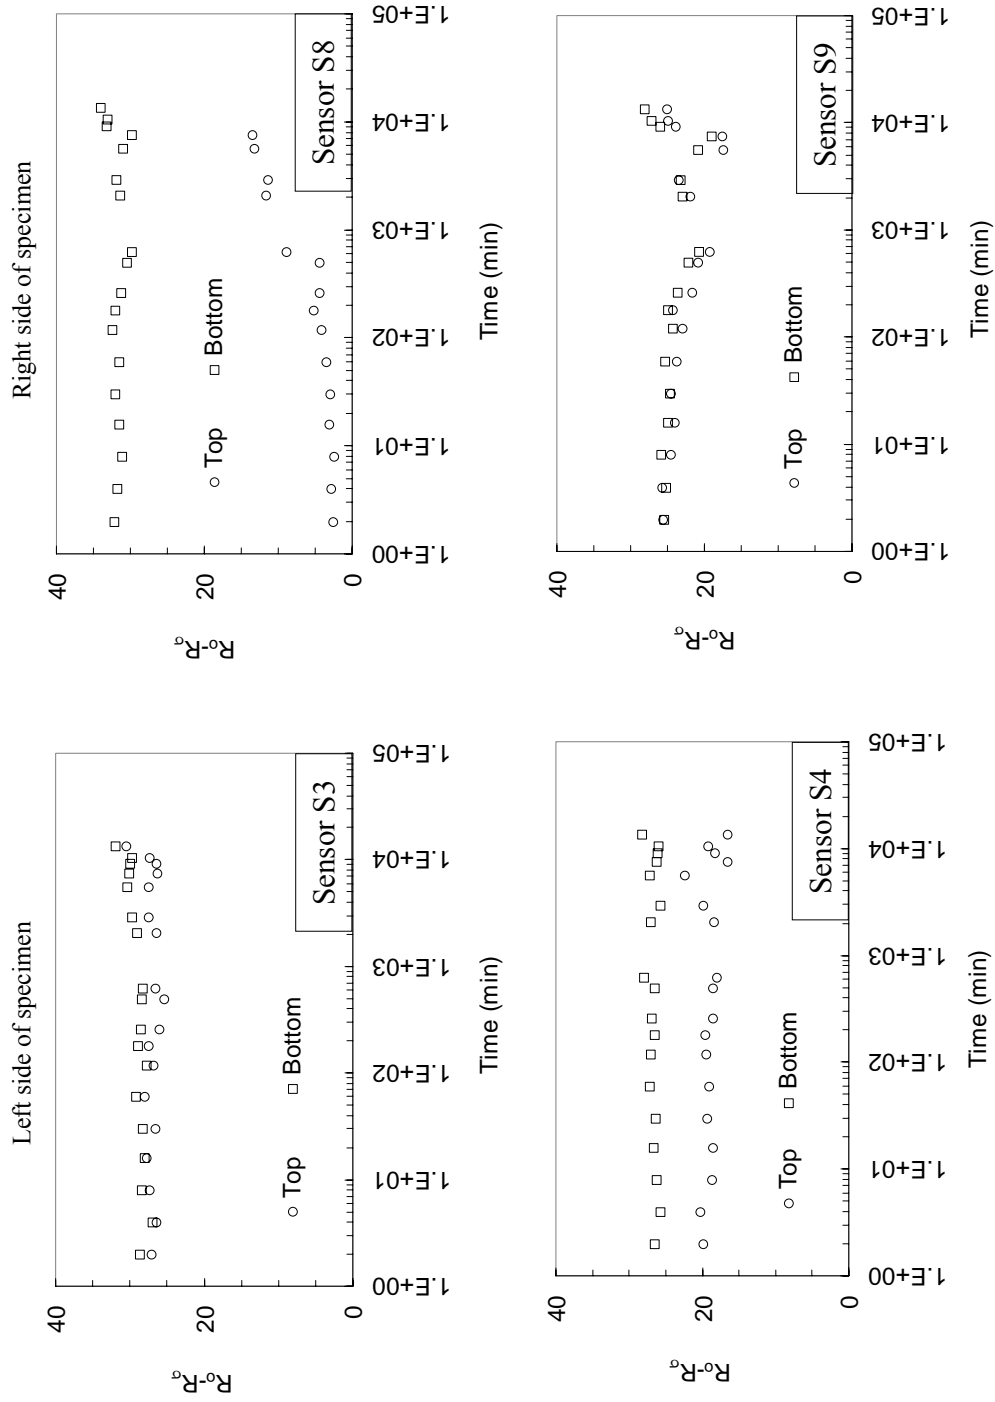 Left side of specimen
Right side of specimen
40
20
0
Rₒ-Rσ
1.E+00
1.E+01
1.E+02
1.E+03
1.E+04
1.E+05
Time (min)
Top
Bottom
Sensor S3
40
20
0
Rₒ-Rσ
1.E+00
1.E+01
1.E+02
1.E+03
1.E+04
1.E+05
Time (min)
Top
Bottom
Sensor S8
40
20
0
Rₒ-Rσ
1.E+00
1.E+01
1.E+02
1.E+03
1.E+04
1.E+05
Time (min)
Top
Bottom
Sensor S4
40
20
0
Rₒ-Rσ
1.E+00
1.E+01
1.E+02
1.E+03
1.E+04
1.E+05
Time (min)
Top
Bottom
Sensor S9